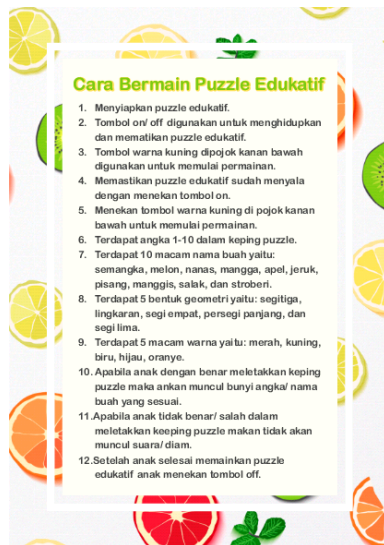 Cara Bermain Puzzle Edukatif
1. Menyiapkan puzzle edukatif.
2. Tombol on/ off digunakan untuk menghidupkan
dan mematikan puzzle edukatif.
3. Tombol warna kuning dipojok kanan bawah
digunakan untuk memulai permainan.
4. Memastikan puzzle edukatif sudah menyala
dengan menekan tombol on.
5. Menekan tombol warna kuning di pojok kanan
bawah untuk memulai permainan.
6. Terdapat angka 1-10 dalam keping puzzle.
7. Terdapat 10 macam nama buah yaitu:
semangka, melon, nanas, mangga, apel, jeruk,
pisang, manggis, salak, dan stroberi.
8. Terdapat 5 bentuk geometri yaitu: segitiga,
lingkaran, segi empat, persegi panjang, dan
segi lima.
9. Terdapat 5 macam warna yaitu: merah, kuning,
biru, hijau, oranye.
10. Apabila anak dengan benar meletakkan keping
puzzle maka ankan muncul bunyi angka/ nama
buah yang sesuai.
11.Apabila anak tidak benar/ salah dalam
meletakkan keeping puzzle makan tidak akan
muncul suara/ diam.
12.Setelah anak selesai memainkan puzzle
edukatif anak menekan tombol off.